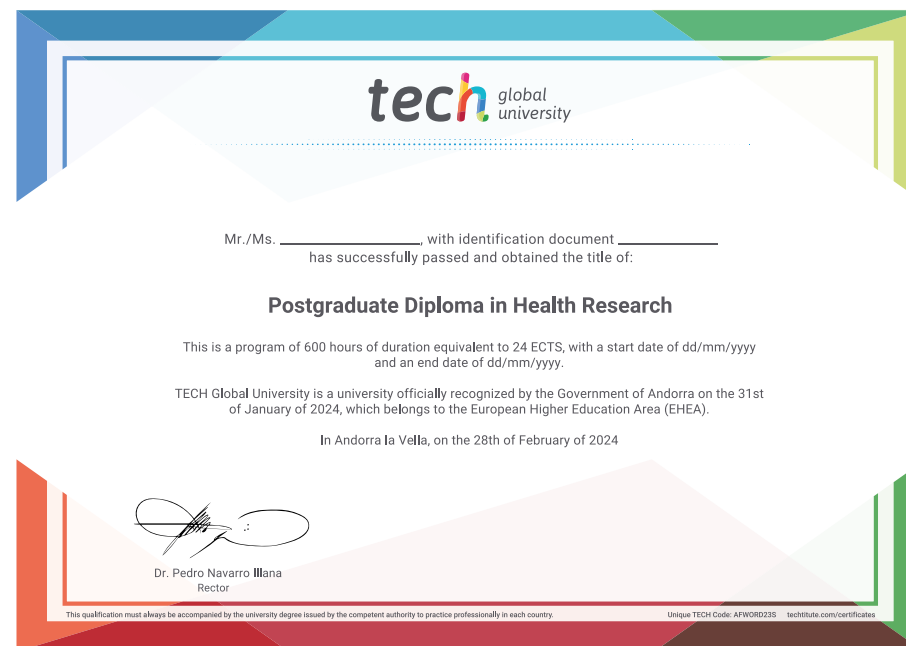 tech global university
Mr./Ms. ____________, with identification document ____________
has successfully passed and obtained the title of:
Postgraduate Diploma in Health Research
This is a program of 600 hours of duration equivalent to 24 ECTS, with a start date of dd/mm/yyyy
and an end date of dd/mm/yyyy.
TECH Global University is a university officially recognized by the Government of Andorra on the 31st
of January of 2024, which belongs to the European Higher Education Area (EHEA).
In Andorra la Vella, on the 28th of February of 2024
Dr. Pedro Navarro Illana
Rector
This qualification must always be accompanied by the university degree issued by the competent authority to practice professionally in each country.
Unique TECH Code: AFWORD23S techtitute.com/certificates